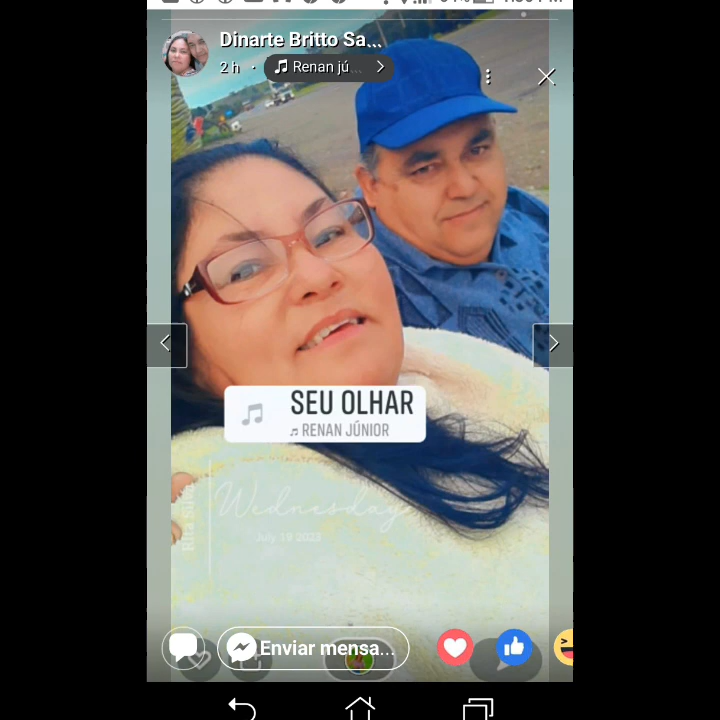 Dinarte Britto Sa...
2 h · Renan jú...
SEU OLHAR
RENAN JÚNIOR
Wednesday
July 19 2023
Enviar mensa...